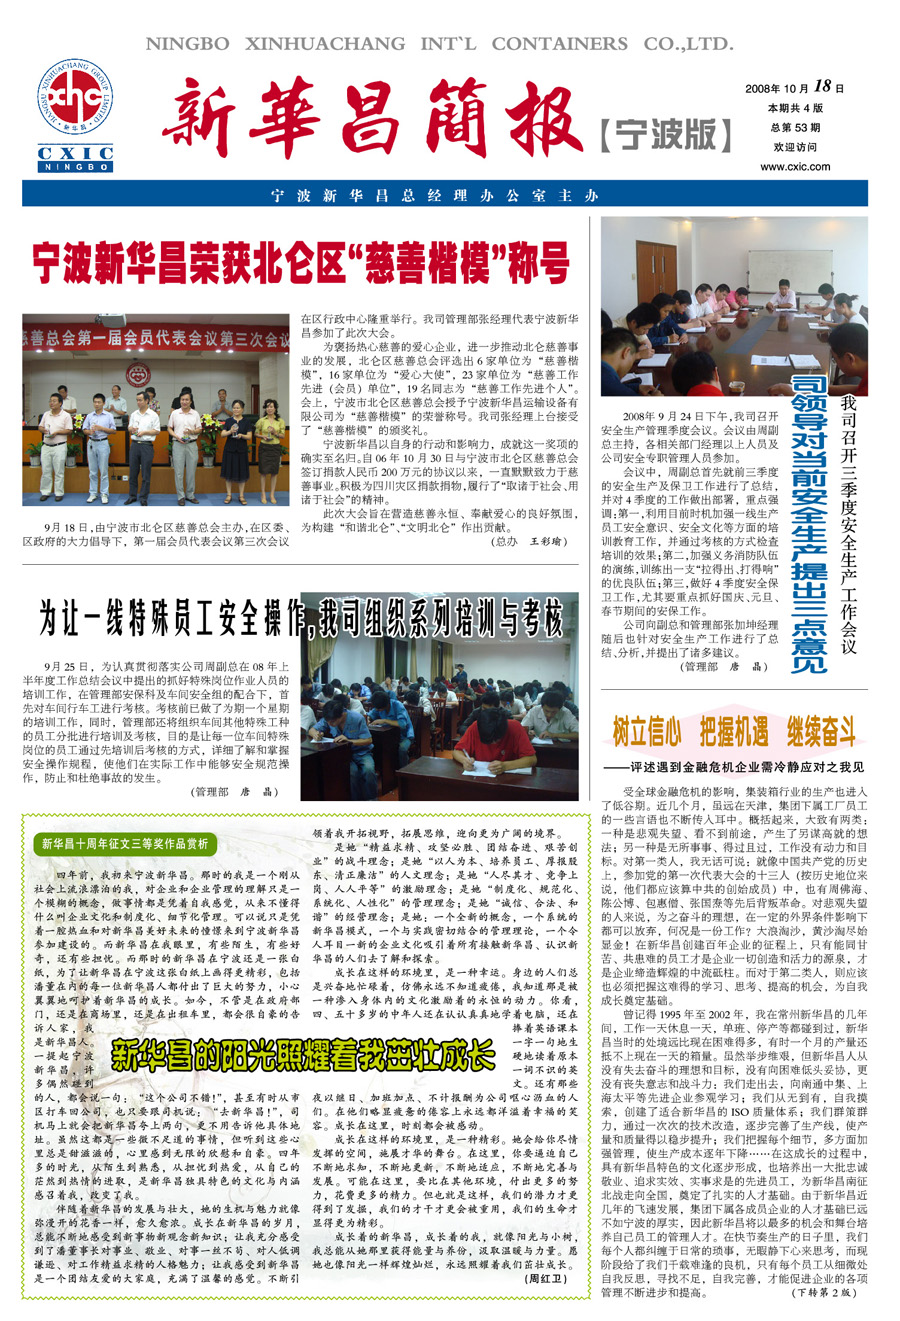 NINGBO XINHUACHANG INT`L CONTAINERS CO.,LTD.
JIANGSU XINHUACHANG GROUP LIMITED
xhc
·新华昌·
CXIC
NINGBO
新華昌簡报
【宁波版】
2008年 10 月 18 日
本期共 4 版
总第 53 期
欢迎访问
www.cxic.com
宁波新华昌总经理办公室主办
宁波新华昌荣获北仑区“慈善楷模”称号
慈善总会第一届会员代表会议第三次会议
9月18日,由宁波市北仑区慈善总会主办,在区委、
区政府的大力倡导下，第一届会员代表会议第三次会议
在区行政中心隆重举行。我司管理部张经理代表宁波新华
昌参加了此次大会。
为褒扬热心慈善的爱心企业，进一步推动北仑慈善事
业的发展，北仑区慈善总会评选出 6 家单位为“慈善楷
模”，16 家单位为“爱心大使”，23 家单位为“慈善工作
先进（会员）单位”，19 名同志为“慈善工作先进个人”。
会上，宁波市北仑区慈善总会授予宁波新华昌运输设备有
限公司为“慈善楷模”的荣誉称号。我司张经理上台接受
了“慈善楷模”的颁奖礼。
宁波新华昌以自身的行动和影响力，成就这一奖项的
确实至名归。自 06 年 10 月 30 日与宁波市北仑区慈善总会
签订捐款人民币 200 万元的协议以来，一直默默致力于慈
善事业。积极为四川灾区捐款捐物,履行了“取诸于社会、用
诸于社会”的精神。
此次大会旨在营造慈善永恒、奉献爱心的良好氛围，
为构建“和谐北仑”、“文明北仑”作出贡献。
(总办　王彩瑜)
为让一线特殊员工安全操作,我司组织系列培训与考核
9月25日，为认真贯彻落实公司周副总在 08 年上
半年度工作总结会议中提出的抓好特殊岗位作业人员的
培训工作，在管理部安保科及车间安全组的配合下，首
先对车间行车工进行考核。考核前已做了为期一个星期
的培训工作，同时，管理部还将组织车间其他特殊工种
的员工分批进行培训及考核，目的是让每一位车间特殊
岗位的员工通过先培训后考核的方式，详细了解和掌握
安全操作规程，使他们在实际工作中能够安全规范操
作，防止和杜绝事故的发生。
(管理部　唐　晶)
2008年 9 月 24 日下午,我司召开
安全生产管理季度会议。会议由周副
总主持，各相关部门经理以上人员及
公司安全专职管理人员参加。
会议中，周副总首先就前三季度
的安全生产及保卫工作进行了总结,
并对 4 季度的工作做出部署，重点强
调:第一,利用目前时机加强一线生产
员工安全意识、安全文化等方面的培
训教育工作，并通过考核的方式检查
培训的效果;第二,加强义务消防队伍
的演练,训练出一支“拉得出、打得响”
的优良队伍;第三,做好 4 季度安全保
卫工作,尤其要重点抓好国庆、元旦、
春节期间的安保工作。
公司向副总和管理部张加坤经理
随后也针对安全生产工作进行了总
结、分析,并提出了诸多建议。
(管理部　唐　晶)
我司召开三季度安全生产工作会议
司领导对当前安全生产提出三点意见
树立信心　把握机遇　继续奋斗
——评述遇到金融危机企业需冷静应对之我见
受全球金融危机的影响，集装箱行业的生产也进入
了低谷期。近几个月，虽远在天津，集团下属工厂员工
的一些言语也不断传入耳中。概括起来，大致有两类：
一种是悲观失望、看不到前途，产生了另谋高就的想
法；另一种是无所事事、得过且过，工作没有动力和目
标。对第一类人，我无话可说；就像中国共产党的历史
上，参加党的第一次代表大会的十三人（按历史地位来
说，他们都应该算中共的创始成员）中，也有周佛海、
陈公博、包惠僧、张国焘等先后背叛革命。对悲观失望
的人来说，为之奋斗的理想，在一定的外界条件影响下
都可以放弃，何况是一份工作？大浪淘沙，黄沙淘尽始
显金！在新华昌创建百年企业的征程上，只有能同甘
苦、共患难的员工才是企业一切创造和活力的源泉，才
是企业缔造辉煌的中流砥柱。而对于第二类人，则应该
也必须把握这难得的学习、思考、提高的机会，为自我
成长奠定基础。
曾记得 1995 年至 2002 年，我在常州新华昌的几年
间，工作一天休息一天，单班、停产等都碰到过，新华
昌当时的处境远比现在困难得多，有时一个月的产量还
抵不上现在一天的箱量。虽然举步维艰，但新华昌人从
没有失去奋斗的理想和目标，没有向困难低头妥协，更
没有丧失意志和战斗力；我们走出去，向南通中集、上
海太平等先进企业参观学习；我们从无到有，自我摸
索，创建了适合新华昌的 ISO 质量体系；我们群策群
力，通过一次次的技术改造，逐步完善了生产线，使产
量和质量得以稳步提升；我们把握每个细节，多方面加
强管理，使生产成本逐年下降……在这成长的过程中，
具有新华昌特色的文化逐步形成，也培养出一大批忠诚
敬业、追求实效、实事求是的先进员工，为新华昌南征
北战走向全国，奠定了扎实的人才基础。由于新华昌近
几年的飞速发展，集团下属各成员企业的人才基础已远
不如宁波的厚实，因此新华昌将以最多的机会和舞台培
养自己员工的管理人才。在快节奏生产的日子里，我们
每个人都纠缠于日常的琐事，无暇静下心来思考，而现
阶段给了我们千载难逢的良机，只有每个员工从细微处
自我反思，寻找不足，自我完善，才能促进企业的各项
管理不断进步和提高。
(下转第 2 版)
新华昌十周年征文三等奖作品赏析
四年前，我初来宁波新华昌。那时的我是一个刚从
社会上流浪漂泊的我，对企业和企业管理的理解只是一
个模糊的概念，做事情都是凭着自我感觉，从来不懂得
什么叫企业文化和制度化、细节化管理。可以说只是凭
着一腔热血和对新华昌美好未来的憧憬来到宁波新华昌
参加建设的。而新华昌在我眼里，有些陌生，有些好
奇，还有些担忧。而那时的新华昌在宁波还是一张白
纸，为了让新华昌在宁波这张白纸上画得更精彩，包括
潘董在内的每一位新华昌人都付出了巨大的努力，小心
翼翼地呵护着新华昌的成长。如今，不管是在政府部
门，还是在商场里，还是在出租车里，都会很自豪的告
诉人家，我
是新华昌人。
一提起宁波
新华昌，许
多偶然碰到
的人，都会说一句：“这个公司不错!”，甚至有时从市
区打车回公司，也只要跟司机说：“去新华昌!”，司
机马上就会把新华昌夸上两句，更不用告诉他具体地
址。虽然这都是一些微不足道的事情，但听到这些心
里总是甜滋滋的，心里感到无限的欣慰和自豪。四年
多的时光，从陌生到熟悉，从担忧到热爱，从自己的
茫然到热情的进取，是新华昌独具特色的文化与内涵
感召着我，改变了我。
伴随着新华昌的发展与壮大，她的生机与魅力就像
弥漫开的花香一样，愈久愈浓。成长在新华昌的岁月，
总能不断地感受到新事物新观念新知识；让我充分感受
到了潘董事长对事业、敬业、对事一丝不苟、对人低调
谦逊、对工作精益求精的人格魅力；让我感受到新华昌
是一个团结友爱的大家庭，充满了温馨的感觉。不断引
领着我开拓视野，拓展思维，迎向更为广阔的境界。
是她“精益求精、攻坚必胜、团结奋进、艰苦创
业”的战斗理念；是她“以人为本、培养员工、厚报股
东、清正廉洁”的人文理念；是她“人尽其才、竞争上
岗、人人平等”的激励理念；是她“制度化、规范化、
系统化、人性化”的管理理念；是她“诚信、合法、和
谐”的经营理念；是她：一个全新的概念，一个系统的
新华昌模式，一个与实践密切结合的管理理论，一个令
人耳目一新的企业文化吸引着所有接触新华昌、认识新
华昌的人们去了解和探索。
成长在这样的环境里，是一种幸运。身边的人们总
是兴奋地忙碌着，仿佛永远不知道疲倦，我知道那是被
一种渗入身体内的文化激励着的永恒的动力。你看，
四、五十多岁的中年人还在认认真真地学着电脑，还在
捧着英语课本
一字一句地生
硬地读着原本
一词不识的英
文。还有那些
夜以继日、加班加点、不计报酬为公司呕心沥血的人
们。在他们略显疲惫的倦容上永远都洋溢着幸福的笑
容。成长在这里，时刻都会被感动。
成长在这样的环境里，是一种精彩。她会给你尽情
发挥的空间，施展才华的舞台。在这里，你要逼迫自己
不断地求知，不断地更新，不断地适应，不断地完善与
发展。可能在这里，要比在其他环境，付出更多的努
力，花费更多的精力。但也就是这样，我们的潜力才更
得到了发掘，我们的才干才更会被重用，我们的生命才
显得更为精彩。
成长着的新华昌，成长着的我，就像阳光与小树，
我总能从她那里获得能量与养份，汲取温暖与力量。愿
她也像阳光一样辉煌灿烂，永远照耀着我们茁壮成长。
(周红卫)
新华昌的阳光照耀着我茁壮成长